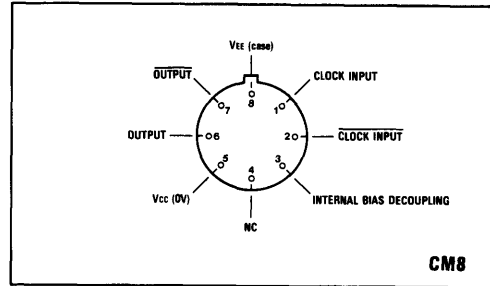 VEE (case)
OUTPUT
CLOCK INPUT
8
7
1
OUTPUT
6
2
CLOCK INPUT
5
4
3
VCC (0V)
INTERNAL BIAS DECOUPLING
NC
CM8